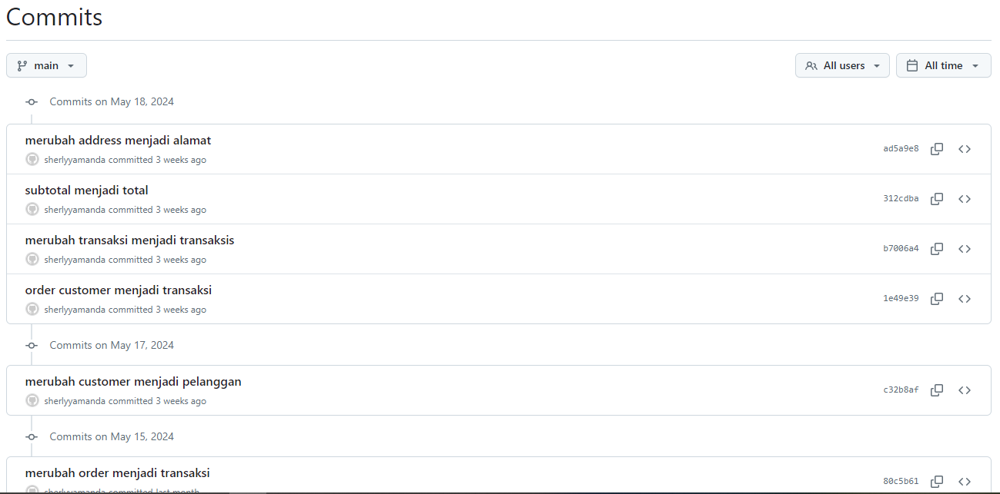 Commits
main
All users
All time
Commits on May 18, 2024
merubah address menjadi alamat
sherlyyamanda committed 3 weeks ago
ad5a9e8
subtotal menjadi total
sherlyyamanda committed 3 weeks ago
312cdba
merubah transaksi menjadi transaksis
sherlyyamanda committed 3 weeks ago
b7006a4
order customer menjadi transaksi
sherlyyamanda committed 3 weeks ago
1e49e39
Commits on May 17, 2024
merubah customer menjadi pelanggan
sherlyyamanda committed 3 weeks ago
c32b8af
Commits on May 15, 2024
merubah order menjadi transaksi
sherlyyamanda committed last month
80c5b61